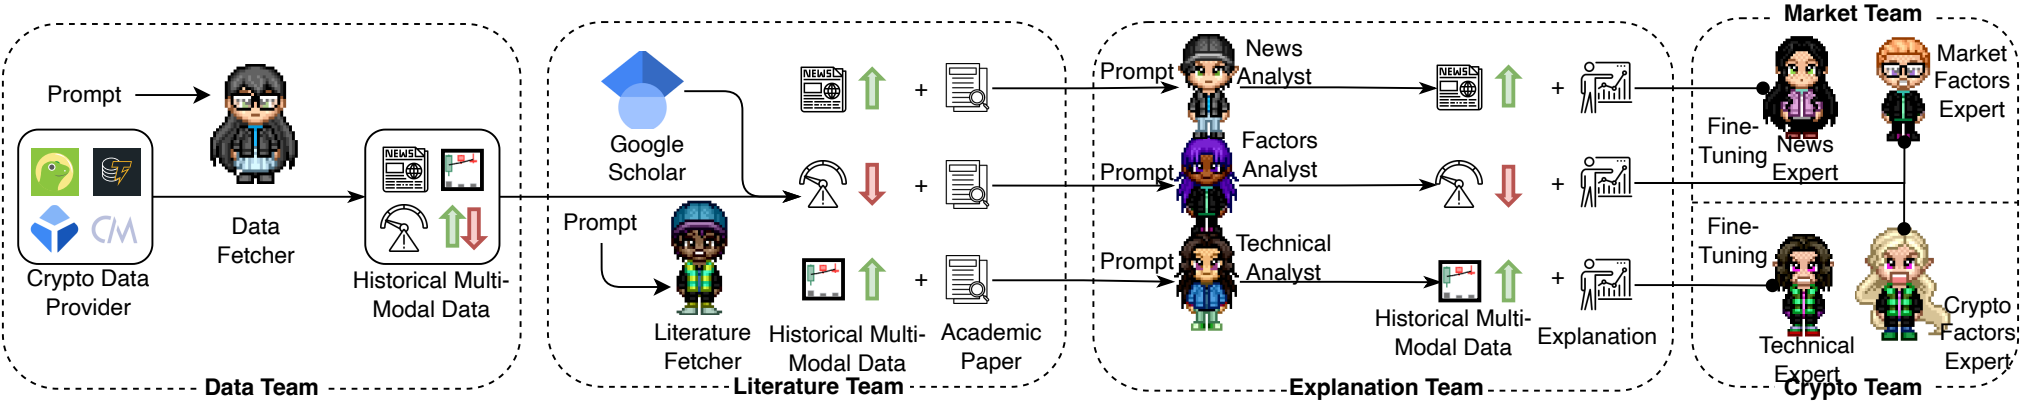 Prompt
Crypto Data
Provider
Data
Fetcher
NEWS
Historical Multi-
Modal Data
Data Team
Google
Scholar
Prompt
Literature
Fetcher
NEWS
+
+
+
Historical Multi-
Modal Data
Academic
Paper
Literature Team
Prompt
News
Analyst
Prompt
Factors
Analyst
Prompt
Technical
Analyst
NEWS
+
+
+
Historical Multi-
Modal Data
Explanation
Explanation Team
Market Team
Fine-
Tuning
News
Expert
Market
Factors
Expert
Fine-
Tuning
Technical
Expert
Crypto
Factors
Expert
Crypto Team
CM